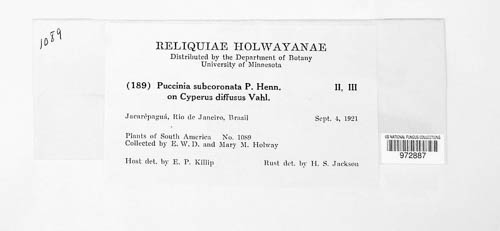 1089
RELIQUIAE HOLWAYANAE
Distributed by the Department of Botany
University of Minnesota
(189) Puccinia subcoronata P. Henn. II, III
on Cyperus diffusus Vahl.
Jacarépaguá, Rio de Janeiro, Brazil Sept. 4, 1921
Plants of South America No. 1089
Collected by E. W. D. and Mary M. Holway
Host det. by E. P. Killip Rust det. by H. S. Jackson
US NATIONAL FUNGUS COLLECTIONS
972887